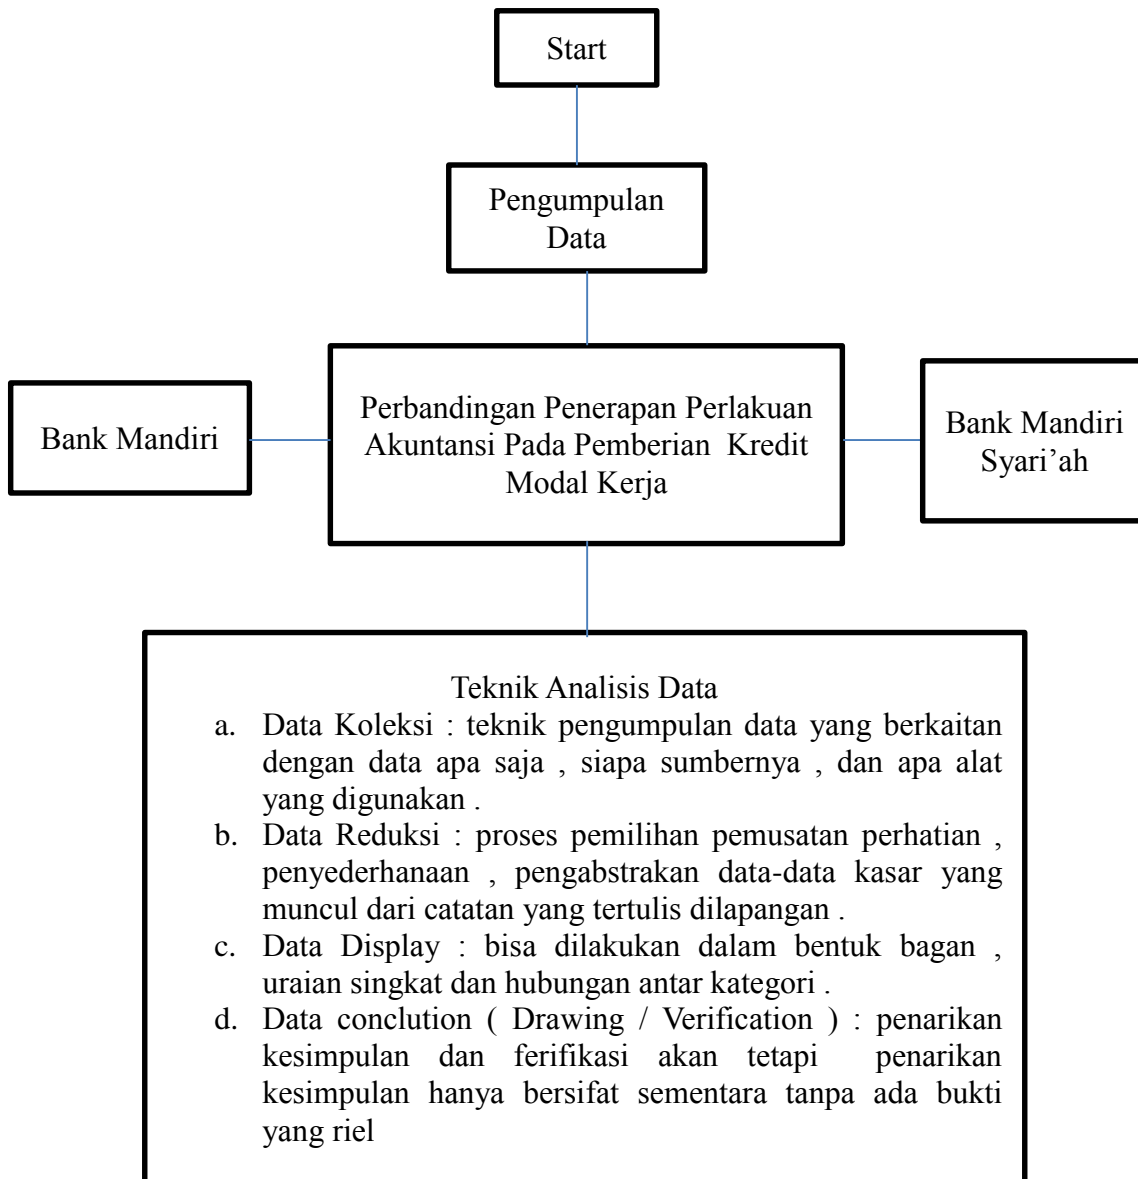 Start
Pengumpulan
Data
Bank Mandiri
Perbandingan Penerapan Perlakuan
Akuntansi Pada Pemberian Kredit
Modal Kerja
Bank Mandiri
Syari’ah
Teknik Analisis Data
a. Data Koleksi : teknik pengumpulan data yang berkaitan
dengan data apa saja , siapa sumbernya , dan apa alat
yang digunakan .
b. Data Reduksi : proses pemilihan pemusatan perhatian ,
penyederhanaan , pengabstrakan data-data kasar yang
muncul dari catatan yang tertulis dilapangan .
c. Data Display : bisa dilakukan dalam bentuk bagan ,
uraian singkat dan hubungan antar kategori .
d. Data conclution ( Drawing / Verification ) : penarikan
kesimpulan dan ferifikasi akan tetapi penarikan
kesimpulan hanya bersifat sementara tanpa ada bukti
yang riel